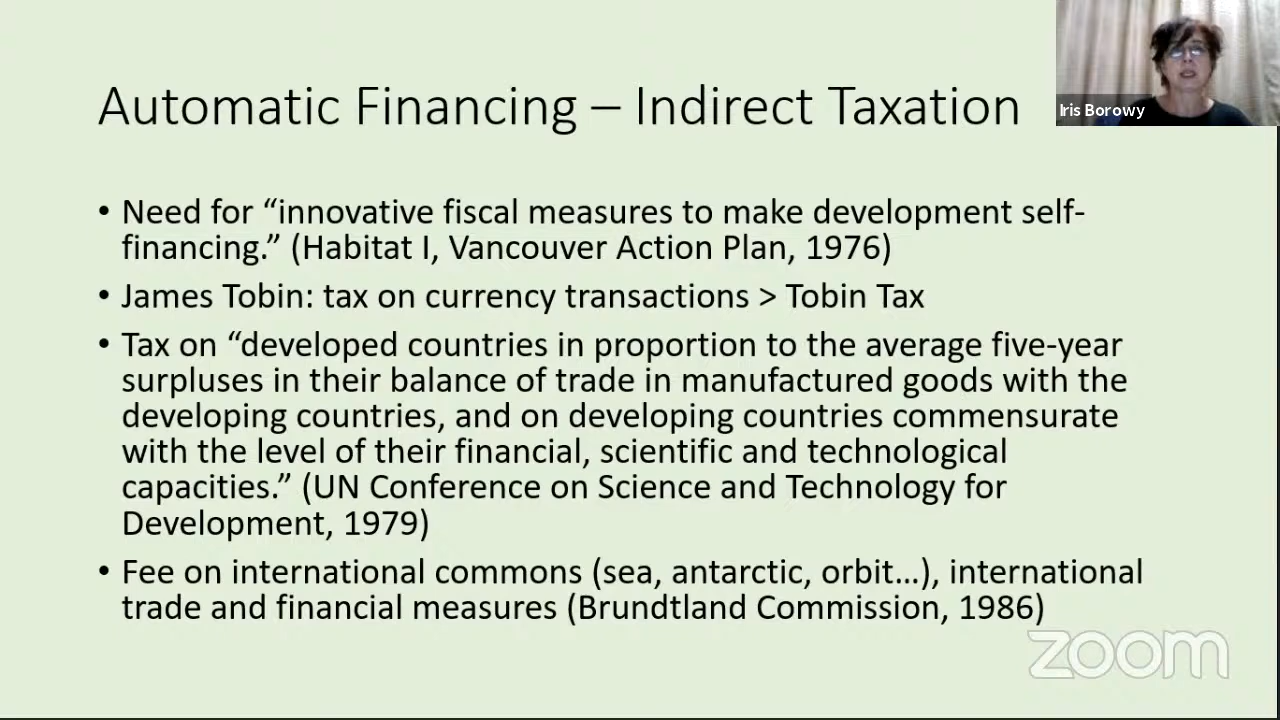 Automatic Financing – Indirect Taxation
Iris Borowy
• Need for “innovative fiscal measures to make development self-
financing.” (Habitat I, Vancouver Action Plan, 1976)
• James Tobin: tax on currency transactions > Tobin Tax
• Tax on “developed countries in proportion to the average five-year
surpluses in their balance of trade in manufactured goods with the
developing countries, and on developing countries commensurate
with the level of their financial, scientific and technological
capacities.” (UN Conference on Science and Technology for
Development, 1979)
• Fee on international commons (sea, antarctic, orbit…), international
trade and financial measures (Brundtland Commission, 1986)
zoom